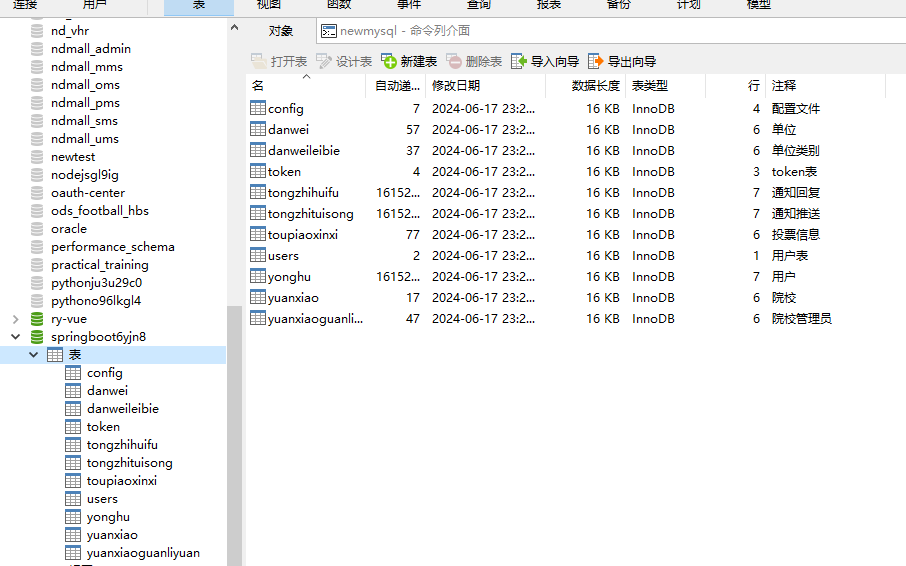 连接 用户 表 视图 函数 事件 查询 报表 备份 计划 模型
nd_vhr
ndmall_admin
ndmall_mms
ndmall_oms
ndmall_pms
ndmall_sms
ndmall_ums
newtest
nodejsgl9ig
oauth-center
ods_football_hbs
oracle
performance_schema
practical_training
pythonju3u29c0
pythono96lkgl4
ry-vue
springboot6yjn8
表
config
danwei
danweileibie
token
tongzhihuifu
tongzhituisong
toupiaoxinxi
users
yonghu
yuanxiao
yuanxiaoguanliyuan
对象 newmysql - 命令列介面
打开表 设计表 新建表 删除表 导入向导 导出向导
名 自动递... 修改日期 数据长度 表类型 行 注释
config 7 2024-06-17 23:2... 16 KB InnoDB 4 配置文件
danwei 57 2024-06-17 23:2... 16 KB InnoDB 6 单位
danweileibie 37 2024-06-17 23:2... 16 KB InnoDB 6 单位类别
token 4 2024-06-17 23:2... 16 KB InnoDB 3 token表
tongzhihuifu 16152... 2024-06-17 23:2... 16 KB InnoDB 7 通知回复
tongzhituisong 16152... 2024-06-17 23:2... 16 KB InnoDB 7 通知推送
toupiaoxinxi 77 2024-06-17 23:2... 16 KB InnoDB 6 投票信息
users 2 2024-06-17 23:2... 16 KB InnoDB 1 用户表
yonghu 16152... 2024-06-17 23:2... 16 KB InnoDB 7 用户
yuanxiao 17 2024-06-17 23:2... 16 KB InnoDB 6 院校
yuanxiaoguanli... 47 2024-06-17 23:2... 16 KB InnoDB 6 院校管理员